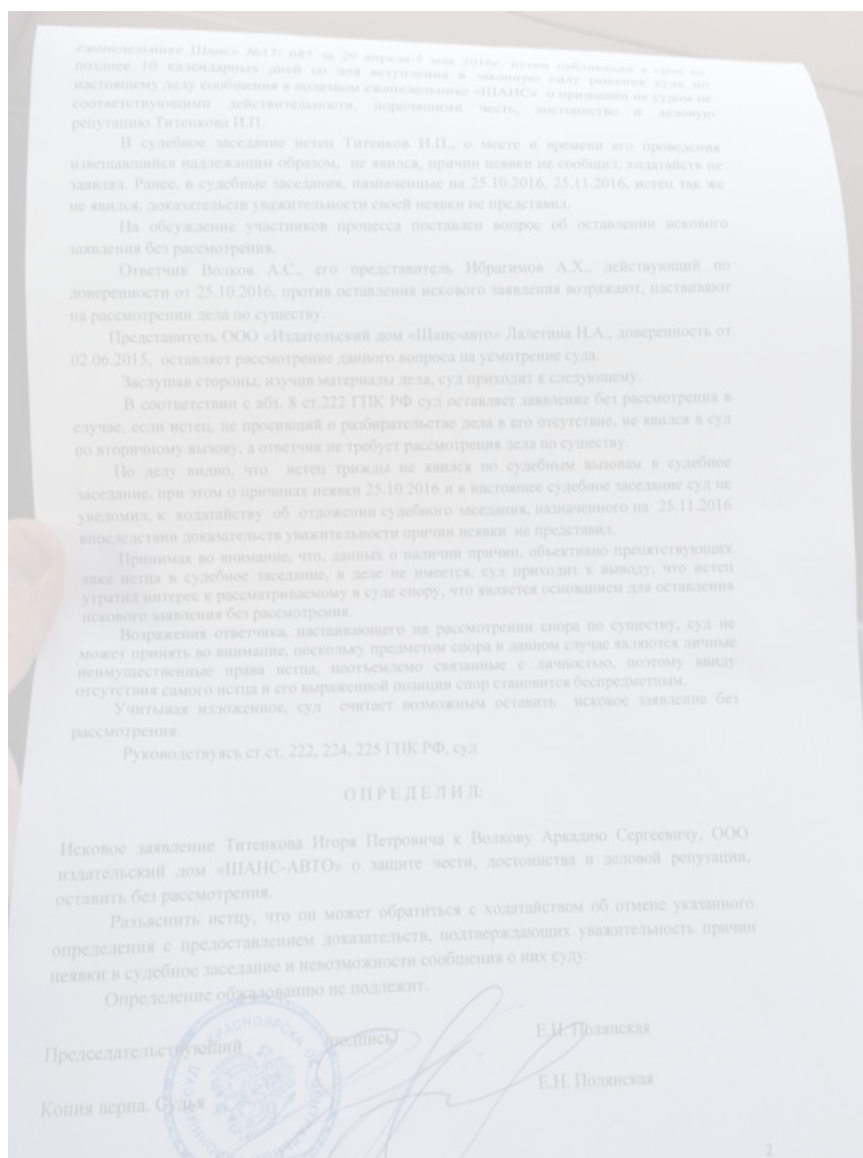 еженедельнике Шанс» №17/ 685 за 29 апреля-5 мая 2016г. путем публикации в срок не
позднее 10 календарных дней со дня вступления в законную силу решения суда по
настоящему делу сообщения в полезном еженедельнике «ШАНС» о признании их судом не
соответствующими действительности, порочащими честь, достоинство и деловую
репутацию Титенкова И.П.
В судебное заседание истец Титенков И.П., о месте и времени его проведения
извещавшийся надлежащим образом, не явился, причин неявки не сообщил, ходатайств не
заявлял. Ранее, в судебные заседания, назначенные на 25.10.2016, 25.11.2016, истец так же
не явился, доказательств уважительности своей неявки не представил.
На обсуждение участников процесса поставлен вопрос об оставлении искового
заявления без рассмотрения.
Ответчик Волков А.С., его представитель Ибрагимов А.Х., действующий по
доверенности от 25.10.2016, против оставления искового заявления возражают, настаивают
на рассмотрении дела по существу.
Представитель ООО «Издательский дом «Шанс-авто» Лалетина Н.А., доверенность от
02.06.2015, оставляет рассмотрение данного вопроса на усмотрение суда.
Заслушав стороны, изучив материалы дела, суд приходит к следующему.
В соответствии с абз. 8 ст.222 ГПК РФ суд оставляет заявление без рассмотрения в
случае, если истец, не просивший о разбирательстве дела в его отсутствие, не явился в суд
по вторичному вызову, а ответчик не требует рассмотрения дела по существу.
По делу видно, что истец трижды не явился по судебным вызовам в судебное
заседание, при этом о причинах неявки 25.10.2016 и в настоящее судебное заседание суд не
уведомил, к ходатайству об отложении судебного заседания, назначенного на 25.11.2016
впоследствии доказательств уважительности причин неявки не представил.
Принимая во внимание, что, данных о наличии причин, объективно препятствующих
явке истца в судебное заседание, в деле не имеется, суд приходит к выводу, что истец
утратил интерес к рассматриваемому в суде спору, что является основанием для оставления
искового заявления без рассмотрения.
Возражения ответчика, настаивающего на рассмотрении спора по существу, суд не
может принять во внимание, поскольку предметом спора в данном случае являются личные
неимущественные права истца, неотъемлемо связанные с личностью, поэтому ввиду
отсутствия самого истца и его выраженной позиции спор становится беспредметным.
Учитывая изложенное, суд считает возможным оставить исковое заявление без
рассмотрения.
Руководствуясь ст.ст. 222, 224, 225 ГПК РФ, суд
О П Р Е Д Е Л И Л:
Исковое заявление Титенкова Игоря Петровича к Волкову Аркадию Сергеевичу, ООО
издательский дом «ШАНС-АВТО» о защите чести, достоинства и деловой репутации,
оставить без рассмотрения.
Разъяснить истцу, что он может обратиться с ходатайством об отмене указанного
определения с предоставлением доказательств, подтверждающих уважительность причин
неявки в судебное заседание и невозможности сообщения о них суду.
Определение обжалованию не подлежит.
Председательствующий (подпись) Е.Н. Полянская
Копия верна. Судья Е.Н. Полянская
2